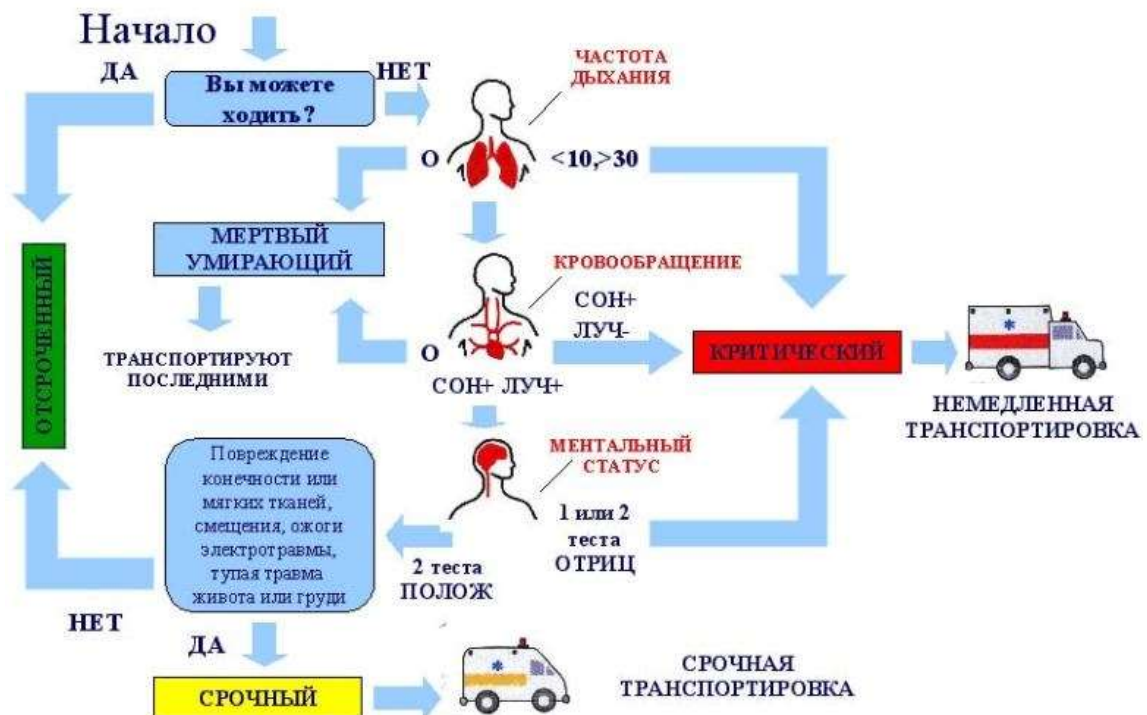 Начало
ДА
Вы можете
ходить?
НЕТ
ЧАСТОТА
ДЫХАНИЯ
О
<10,>30
МЕРТВЫЙ
УМИРАЮЩИЙ
КРОВООБРАЩЕНИЕ
СОН+
ЛУЧ-
ОТСРОЧЕННЫЙ
ТРАНСПОРТИРУЮТ
ПОСЛЕДНИМИ
О
КРИТИЧЕСКИЙ
СОН+ ЛУЧ+
НЕМЕДЛЕННАЯ
ТРАНСПОРТИРОВКА
МЕНТАЛЬНЫЙ
СТАТУС
Повреждение
конечности или
мягких тканей,
смещения, ожоги
электротравмы,
тупая травма
живота или груди
1 или 2
теста
ОТРИЦ
2 теста
ПОЛОЖ
НЕТ
ДА
СРОЧНЫЙ
СРОЧНАЯ
ТРАНСПОРТИРОВКА